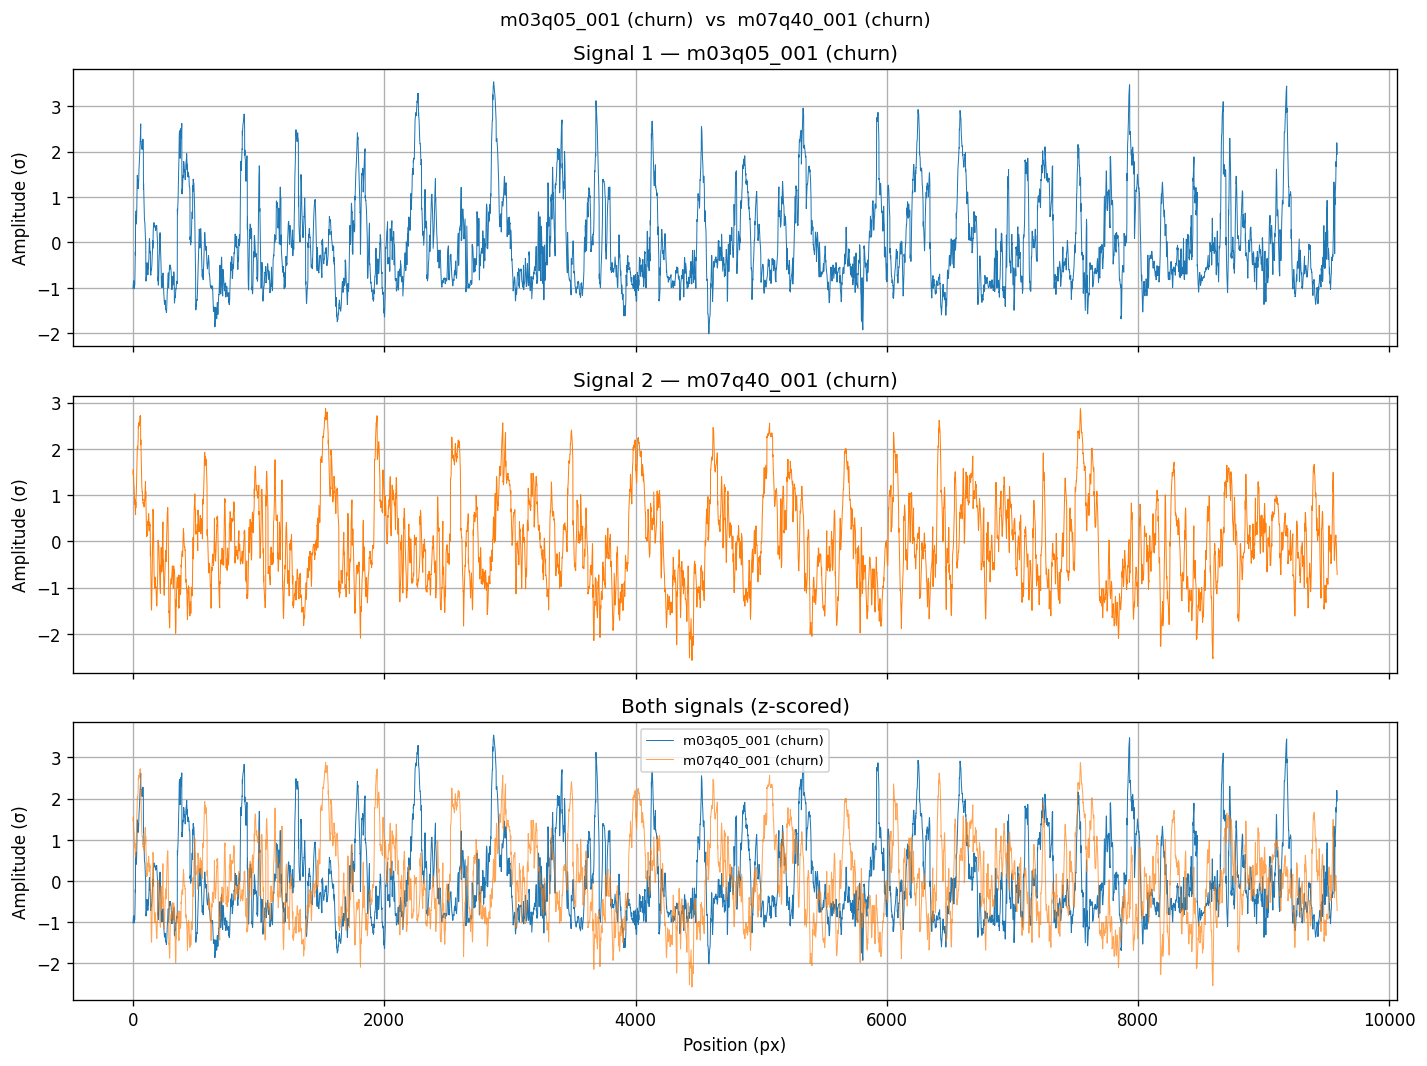 m03q05_001 (churn)  vs  m07q40_001 (churn)
Signal 1 — m03q05_001 (churn)
Amplitude (σ)
3
2
1
0
−1
−2
Signal 2 — m07q40_001 (churn)
Amplitude (σ)
3
2
1
0
−1
−2
Both signals (z-scored)
m03q05_001 (churn)
m07q40_001 (churn)
Amplitude (σ)
3
2
1
0
−1
−2
0 2000 4000 6000 8000 10000
Position (px)